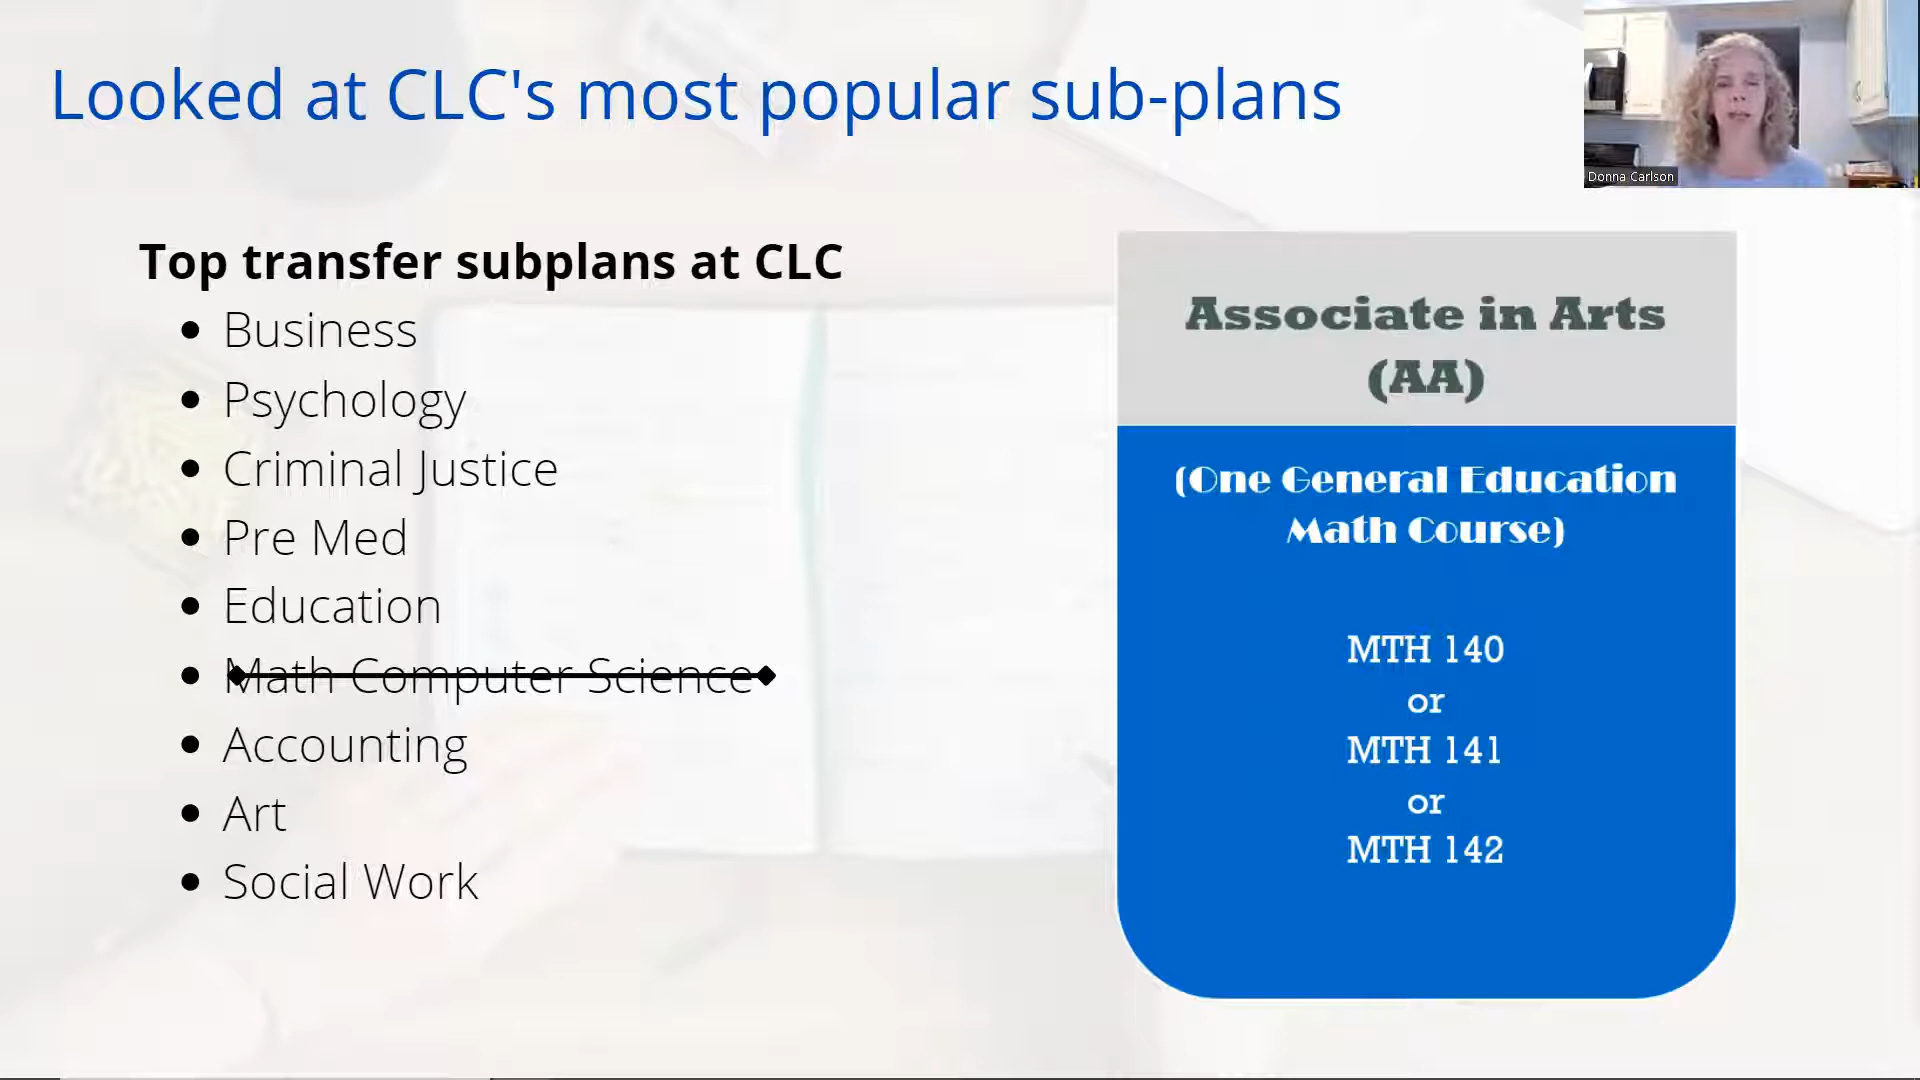 Looked at CLC's most popular sub-plans
Donna Carlson
Top transfer subplans at CLC
• Business
• Psychology
• Criminal Justice
• Pre Med
• Education
• Math Computer Science
• Accounting
• Art
• Social Work
Associate in Arts
(AA)
(One General Education
Math Course)
MTH 140
or
MTH 141
or
MTH 142